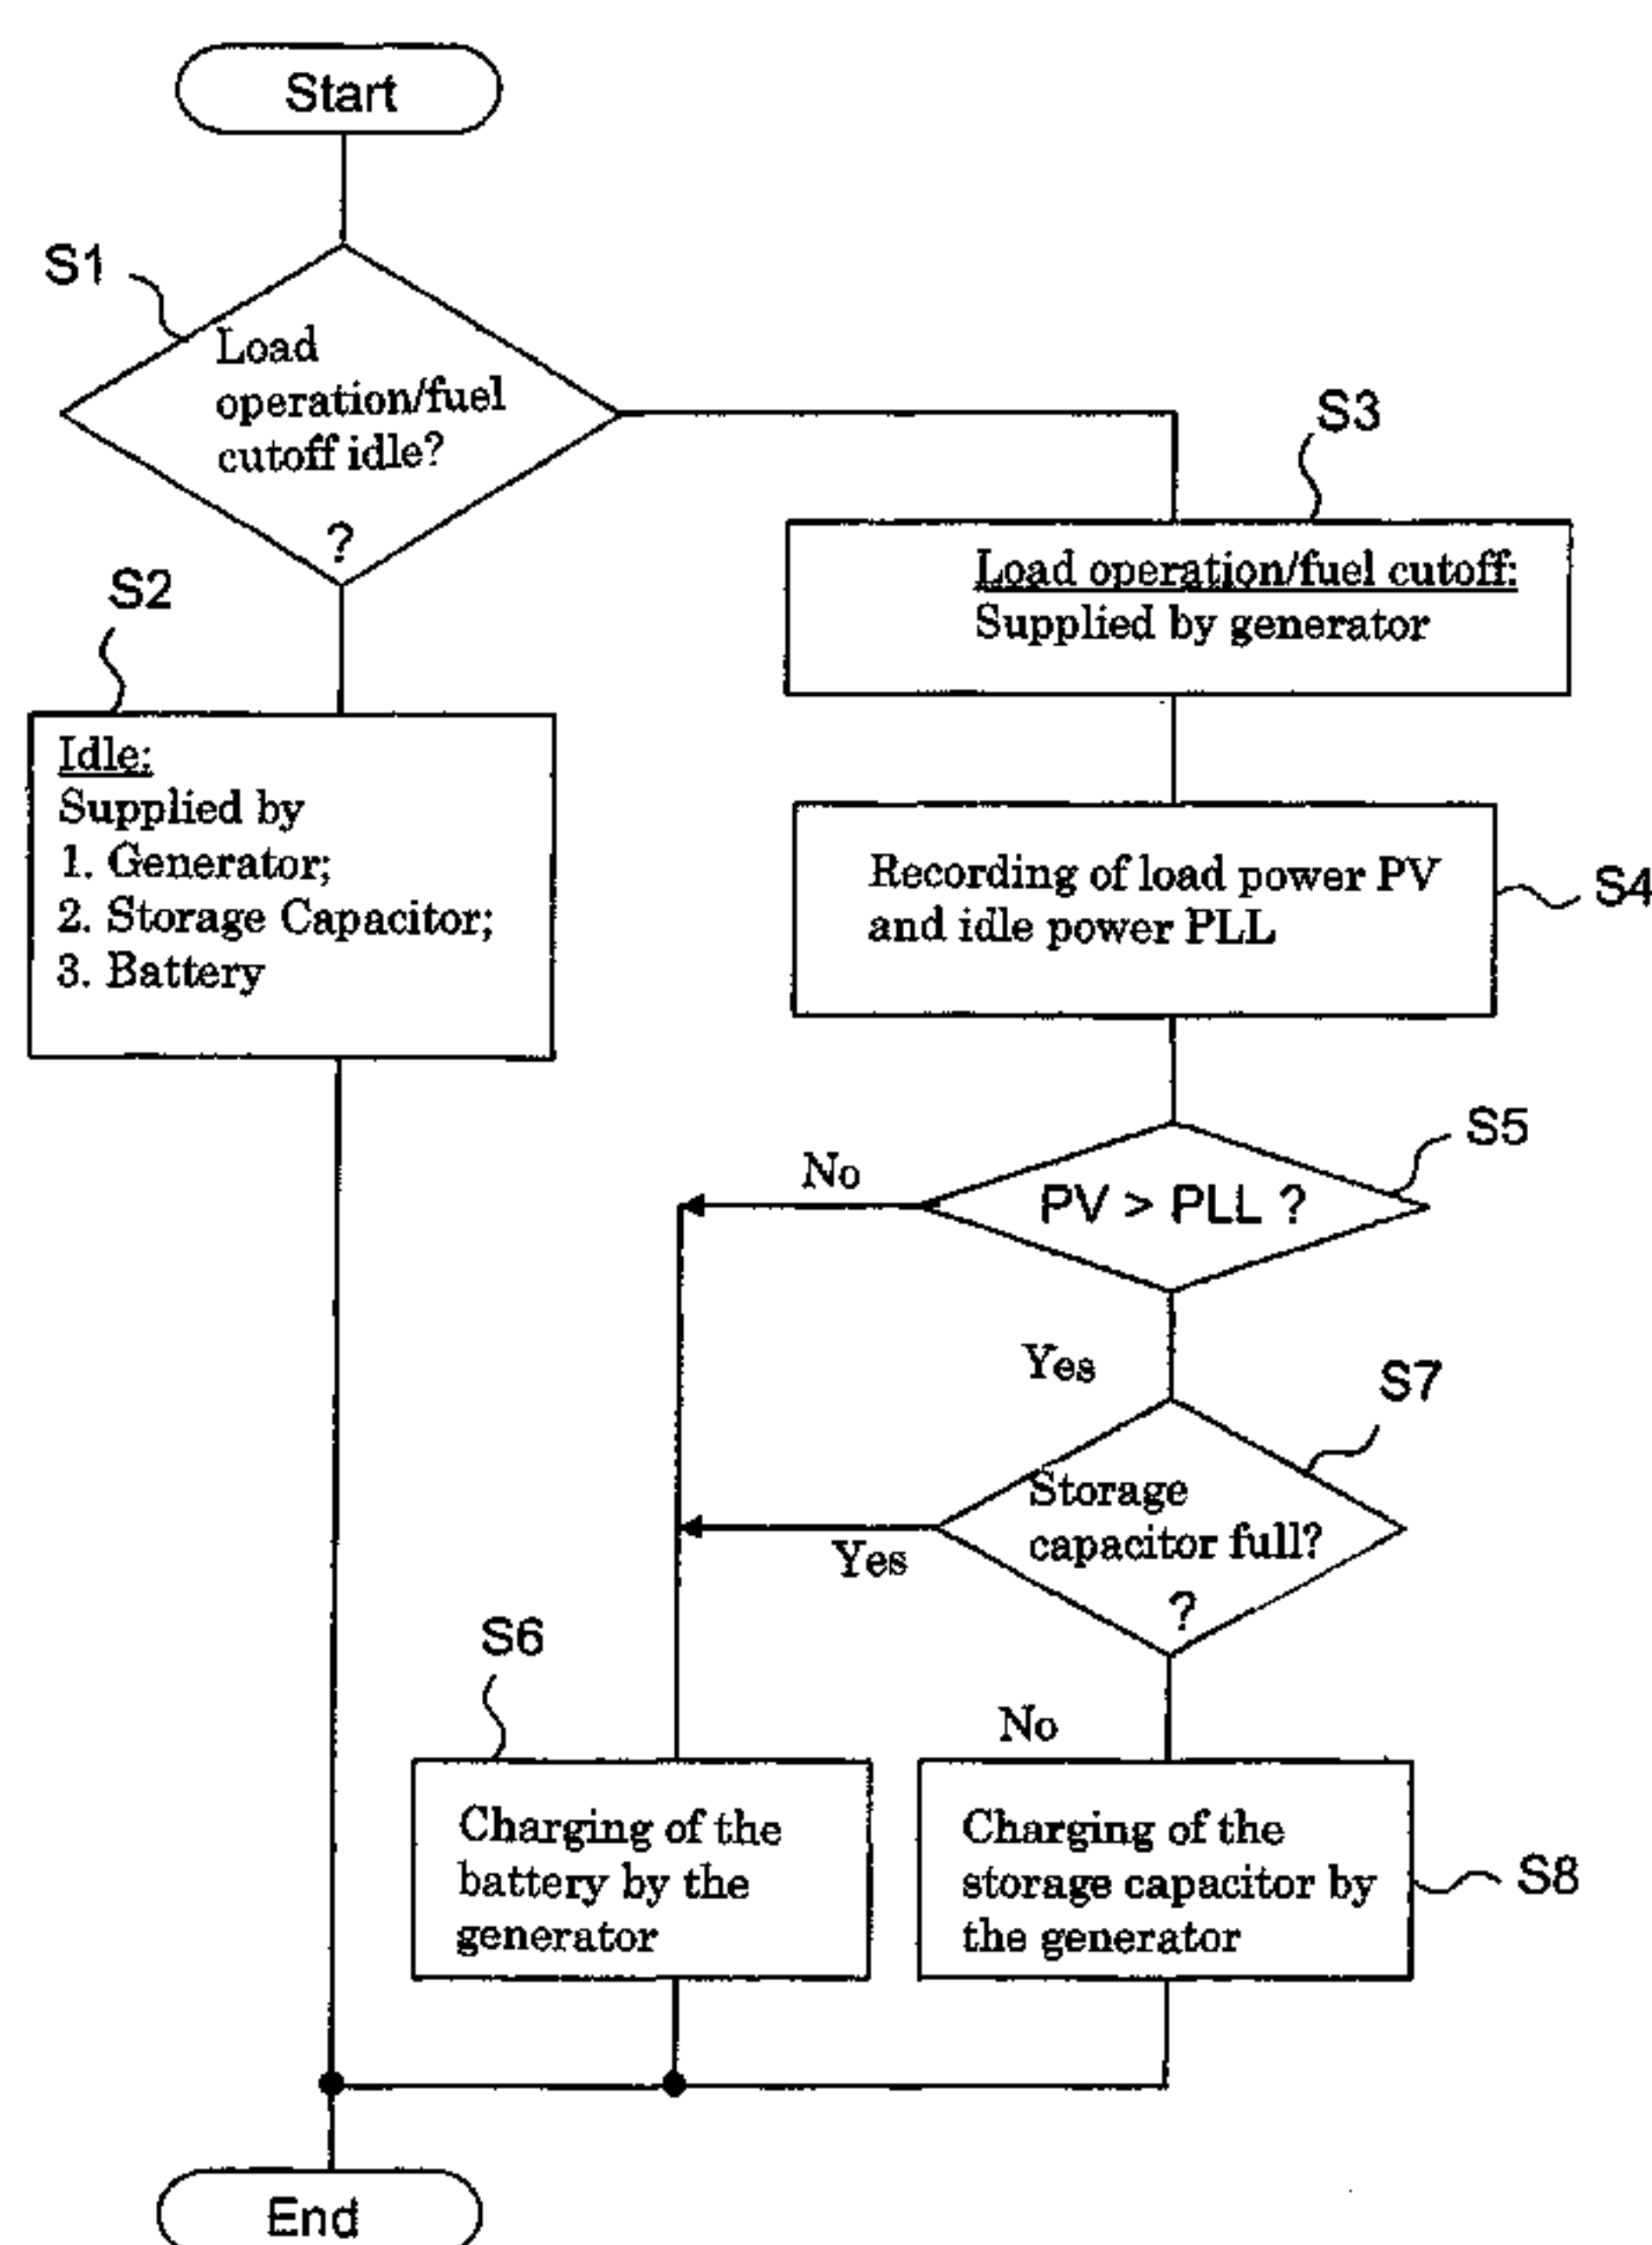 Start
S1
Load
operation/fuel
cutoff idle?
?
S3
Load operation/fuel cutoff:
Supplied by generator
S2
Idle:
Supplied by
1. Generator;
2. Storage Capacitor;
3. Battery
Recording of load power PV
and idle power PLL
S4
S5
No
PV > PLL ?
Yes
S7
Storage
capacitor full?
?
Yes
S6
No
Charging of the
battery by the
generator
Charging of the
storage capacitor by
the generator
S8
End